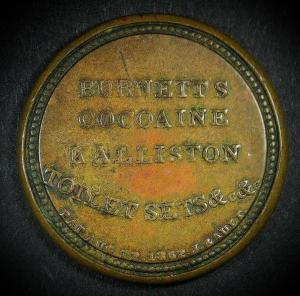 BURNETT'S
COCOAINE
KALLISTON
TOILET SETS &.&.